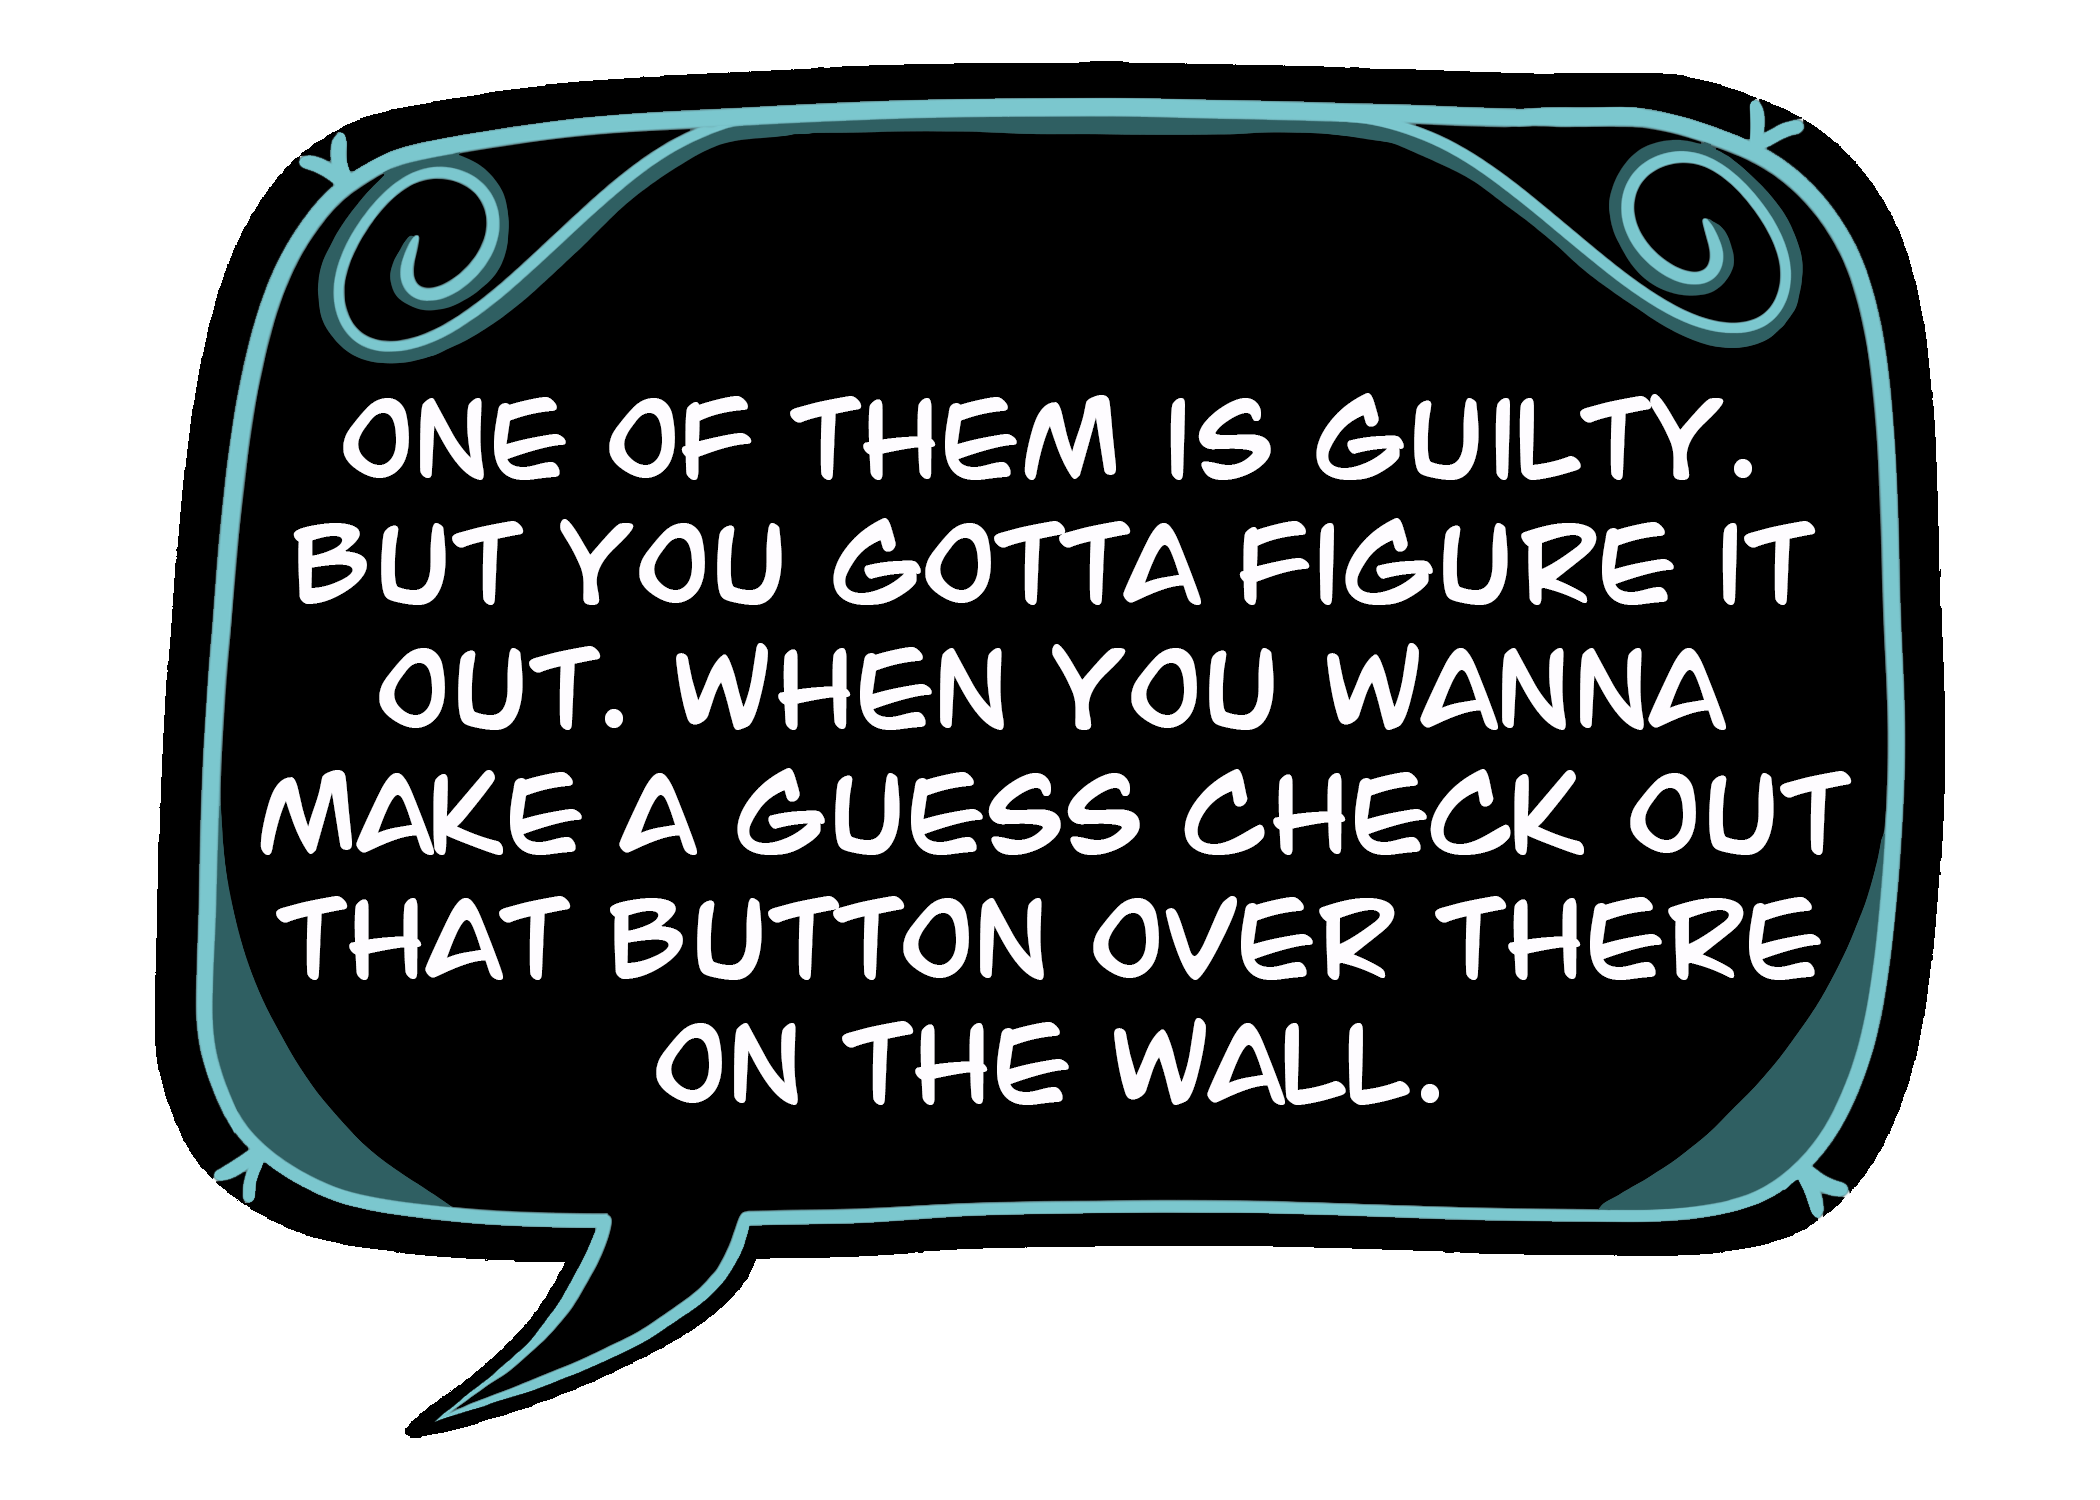 ONE OF THEM IS GUILTY.
BUT YOU GOTTA FIGURE IT
OUT. WHEN YOU WANNA
MAKE A GUESS CHECK OUT
THAT BUTTON OVER THERE
ON THE WALL.